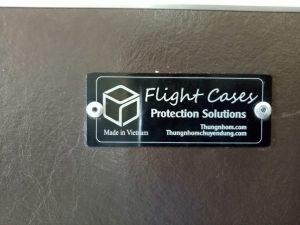 Flight Cases
Protection Solutions
Made in Vietnam
Thungnhom.com
Thungnhomchuyendung.com